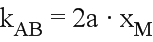 k_AB = 2a · x_M